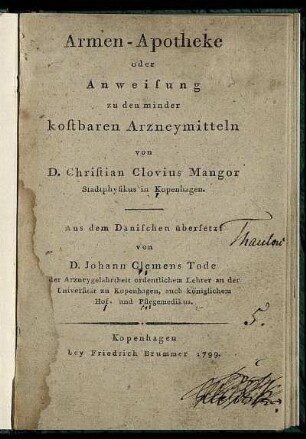 Armen-Apotheke
oder
Anweiſung
zu den minder
koſtbaren Arzneymitteln
von
D. Chriſtian Clovius Mangor
Stadtphyſikus in Kopenhagen.
Aus dem Däniſchen überſetzt
von
D. Johann Clemens Tode
der Arzneygelahrtheit ordentlichem Lehrer an der
Univerſität zu Kopenhagen, auch königlichem
Hof- und Pflegemedikus.
Thaulow
5.
Kopenhagen
bey Friedrich Brummer 1799.